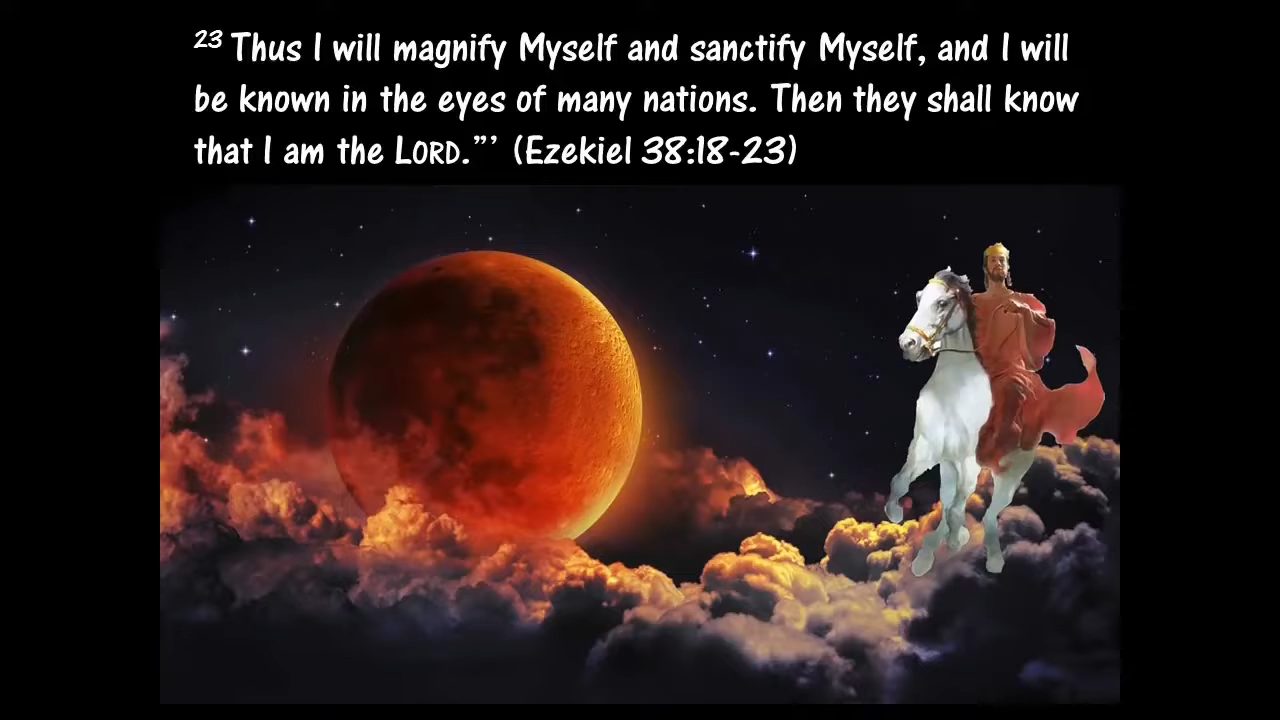 23 Thus I will magnify Myself and sanctify Myself, and I will
be known in the eyes of many nations. Then they shall know
that I am the LORD.”’ (Ezekiel 38:18-23)